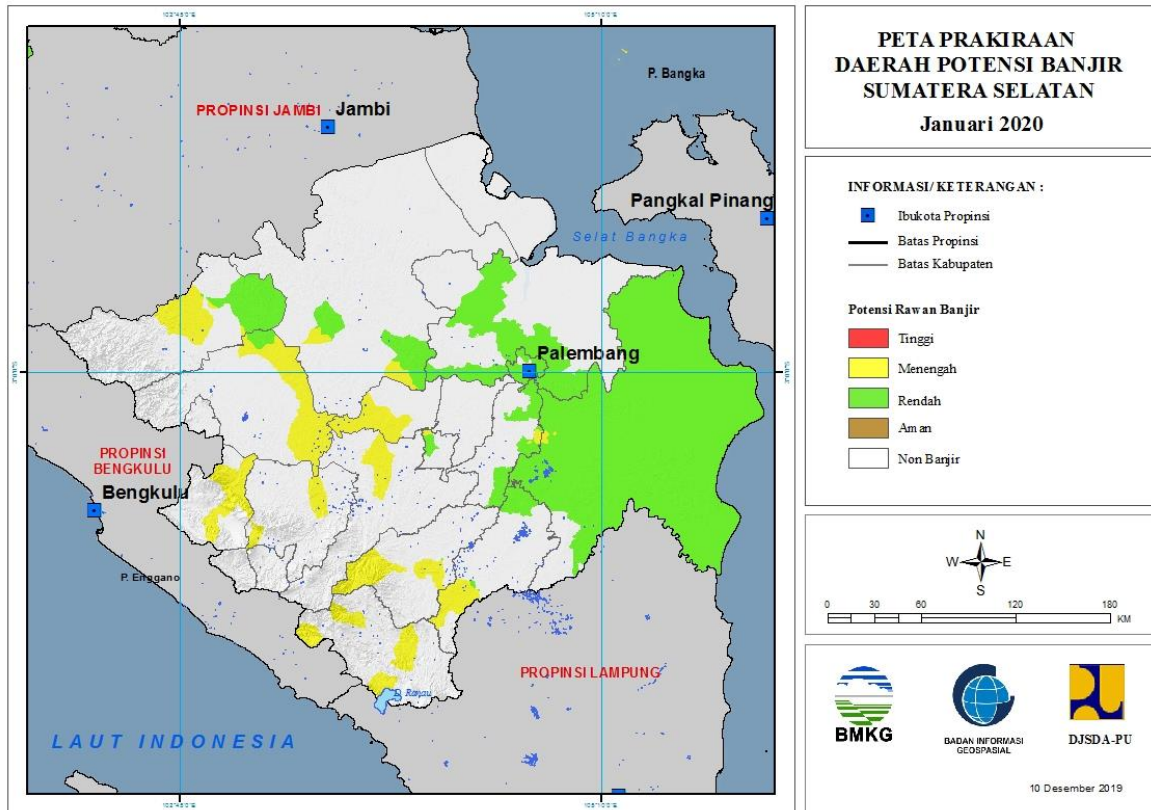 PETA PRAKIRAAN
DAERAH POTENSI BANJIR
SUMATERA SELATAN
Januari 2020
INFORMASI/ KETERANGAN :
Ibukota Propinsi
Batas Propinsi
Batas Kabupaten
Potensi Rawan Banjir
Tinggi
Menengah
Rendah
Aman
Non Banjir
N
W E
S
0 30 60 120 180
KM
BMKG
BADAN INFORMASI
GEOSPASIAL
DJSDA-PU
10 Desember 2019
P. Bangka
PROPINSI JAMBI
Jambi
Pangkal Pinang
Selat Bangka
Palembang
PROPINSI
BENGKULU
Bengkulu
P. Enggano
PROPINSI LAMPUNG
D. Ranau
LAUT INDONESIA